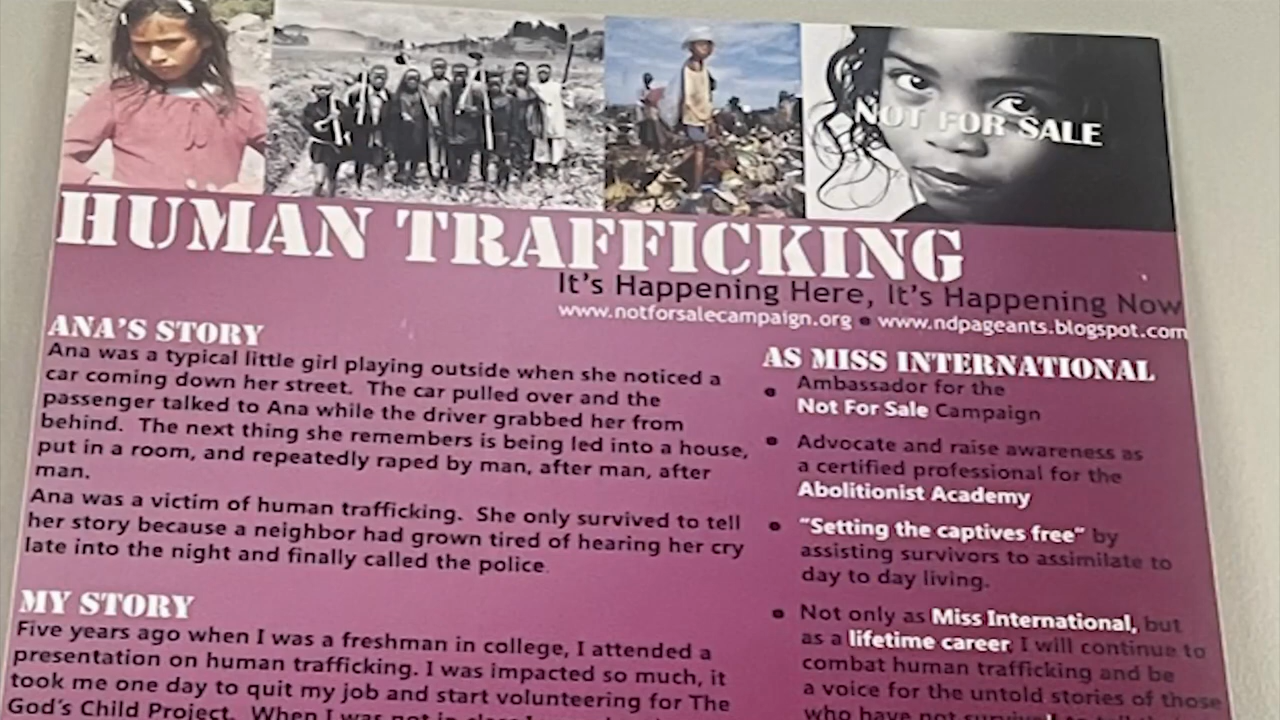 NOT FOR SALE
HUMAN TRAFFICKING
It's Happening Here, It's Happening Now
www.notforsalecampaign.org • www.ndpageants.blogspot.com
ANA'S STORY
Ana was a typical little girl playing outside when she noticed a
car coming down her street. The car pulled over and the
passenger talked to Ana while the driver grabbed her from
behind. The next thing she remembers is being led into a house,
put in a room, and repeatedly raped by man, after man, after
man.
Ana was a victim of human trafficking. She only survived to tell
her story because a neighbor had grown tired of hearing her cry
late into the night and finally called the police.
MY STORY
Five years ago when I was a freshman in college, I attended a
presentation on human trafficking. I was impacted so much, it
took me one day to quit my job and start volunteering for The
God's Child Project. When I was not in
AS MISS INTERNATIONAL
• Ambassador for the
Not For Sale Campaign
• Advocate and raise awareness as
a certified professional for the
Abolitionist Academy
• "Setting the captives free" by
assisting survivors to assimilate to
day to day living.
• Not only as Miss International, but
as a lifetime career, I will continue to
combat human trafficking and be
a voice for the untold stories of those
who have not survived